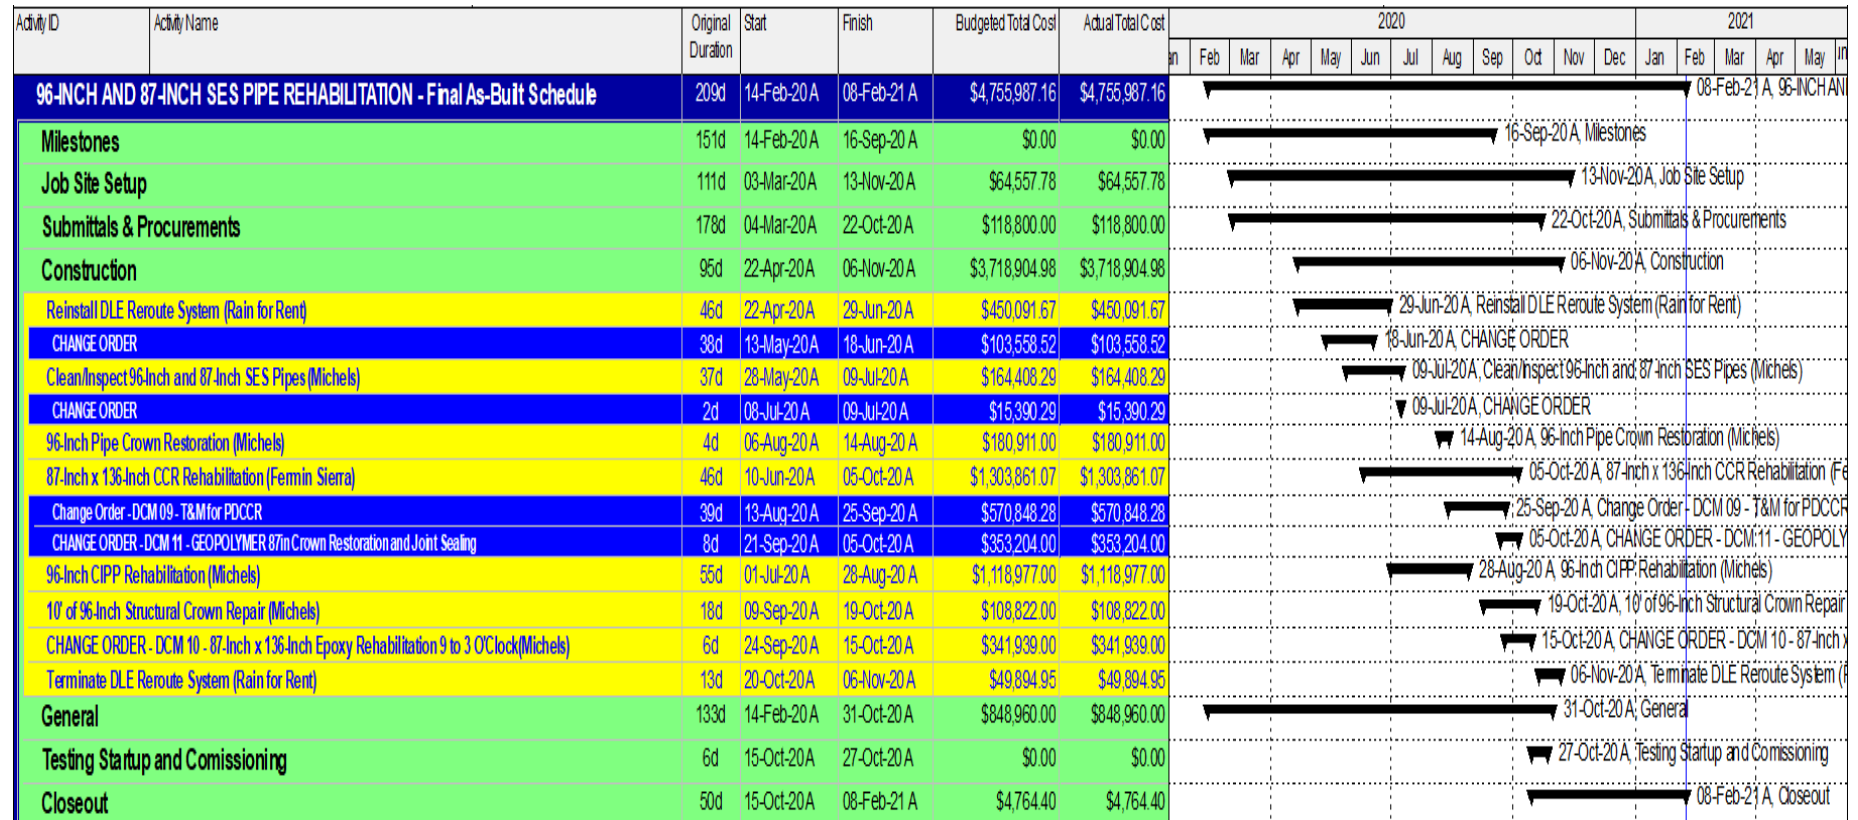 Activity ID Activity Name Original Duration Start Finish Budgeted Total Cost Actual Total Cost 2020 2021
Feb Mar Apr May Jun Jul Aug Sep Oct Nov Dec Jan Feb Mar Apr May
96-INCH AND 87-INCH SES PIPE REHABILITATION - Final As-Built Schedule 209d 14-Feb-20 A 08-Feb-21 A $4,755,987.16 $4,755,987.16 08-Feb-21 A, 96-INCH AN
Milestones 151d 14-Feb-20 A 16-Sep-20 A $0.00 $0.00 16-Sep-20 A, Milestones
Job Site Setup 111d 03-Mar-20 A 13-Nov-20 A $64,557.78 $64,557.78 13-Nov-20 A, Job Site Setup
Submittals & Procurements 178d 04-Mar-20 A 22-Oct-20 A $118,800.00 $118,800.00 22-Oct-20 A, Submittals & Procurements
Construction 95d 22-Apr-20 A 06-Nov-20 A $3,718,904.98 $3,718,904.98 06-Nov-20 A, Construction
Reinstall DLE Reroute System (Rain for Rent) 46d 22-Apr-20 A 29-Jun-20 A $450,091.67 $450,091.67 29-Jun-20 A, Reinstall DLE Reroute System (Rain for Rent)
CHANGE ORDER 38d 13-May-20 A 18-Jun-20 A $103,558.52 $103,558.52 18-Jun-20 A, CHANGE ORDER
Clean/Inspect 96-Inch and 87-Inch SES Pipes (Michels) 37d 28-May-20 A 09-Jul-20 A $164,408.29 $164,408.29 09-Jul-20 A, Clean/Inspect 96-Inch and 87-Inch SES Pipes (Michels)
CHANGE ORDER 2d 08-Jul-20 A 09-Jul-20 A $15,390.29 $15,390.29 09-Jul-20 A, CHANGE ORDER
96-Inch Pipe Crown Restoration (Michels) 4d 06-Aug-20 A 14-Aug-20 A $180,911.00 $180,911.00 14-Aug-20 A, 96-Inch Pipe Crown Restoration (Michels)
87-Inch x 136-Inch CCR Rehabilitation (Fermin Sierra) 46d 10-Jun-20 A 05-Oct-20 A $1,303,861.07 $1,303,861.07 05-Oct-20 A, 87-Inch x 136-Inch CCR Rehabilitation (Fe
Change Order - DCM 09 - T&M for PDCCR 39d 13-Aug-20 A 25-Sep-20 A $570,848.28 $570,848.28 25-Sep-20 A, Change Order - DCM 09 - T&M for PDCCR
CHANGE ORDER - DCM 11 - GEOPOLYMER 87in Crown Restoration and Joint Sealing 8d 21-Sep-20 A 05-Oct-20 A $353,204.00 $353,204.00 05-Oct-20 A, CHANGE ORDER - DCM 11 - GEOPOLY
96-Inch CIPP Rehabilitation (Michels) 55d 01-Jul-20 A 28-Aug-20 A $1,118,977.00 $1,118,977.00 28-Aug-20 A, 96-Inch CIPP Rehabilitation (Michels)
10' of 96-Inch Structural Crown Repair (Michels) 18d 09-Sep-20 A 19-Oct-20 A $108,822.00 $108,822.00 19-Oct-20 A, 10' of 96-Inch Structural Crown Repair
CHANGE ORDER - DCM 10 - 87-Inch x 136-Inch Epoxy Rehabilitation 9 to 3 O'Clock(Michels) 6d 24-Sep-20 A 15-Oct-20 A $341,939.00 $341,939.00 15-Oct-20 A, CHANGE ORDER - DCM 10 - 87-Inch x
Terminate DLE Reroute System (Rain for Rent) 13d 20-Oct-20 A 06-Nov-20 A $49,894.95 $49,894.95 06-Nov-20 A, Terminate DLE Reroute System (
General 133d 14-Feb-20 A 31-Oct-20 A $848,960.00 $848,960.00 31-Oct-20 A, General
Testing Startup and Comissioning 6d 15-Oct-20 A 27-Oct-20 A $0.00 $0.00 27-Oct-20 A, Testing Startup and Comissioning
Closeout 50d 15-Oct-20 A 08-Feb-21 A $4,764.40 $4,764.40 08-Feb-21 A, Closeout